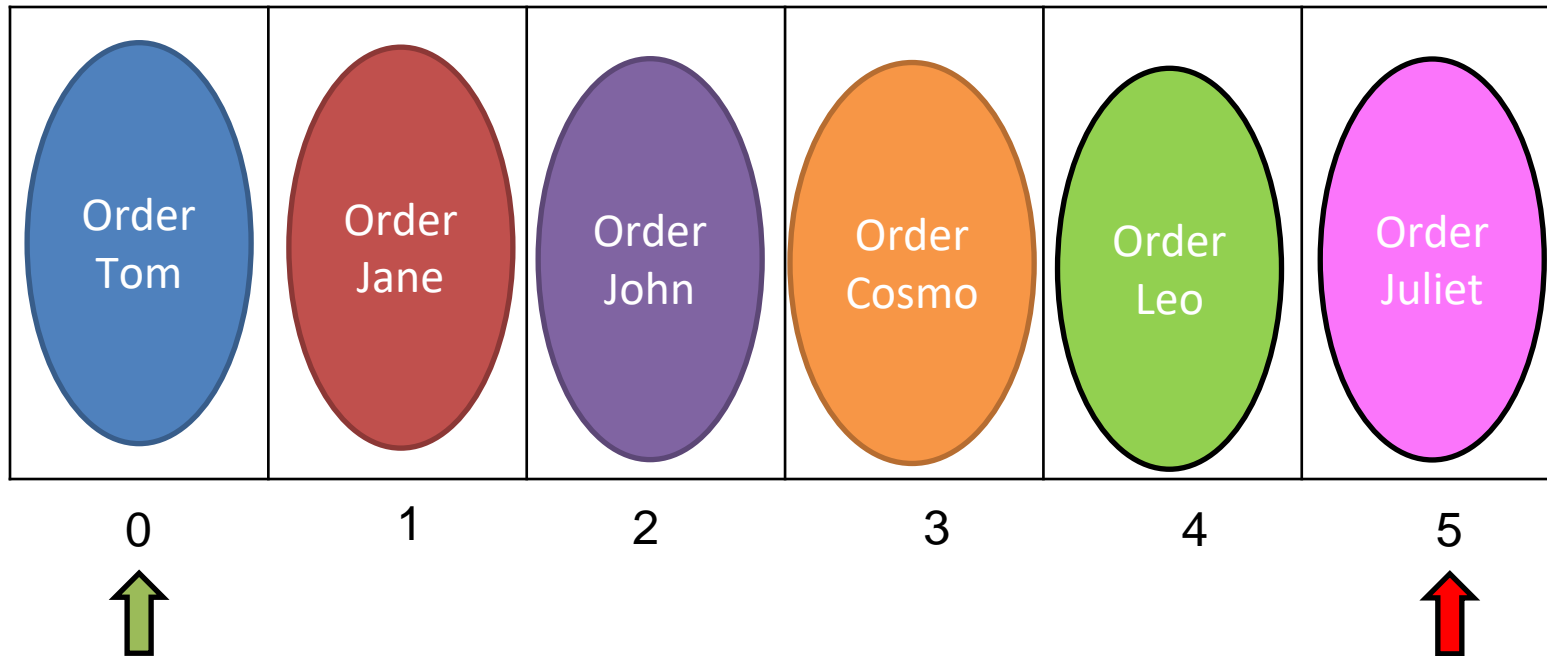 Order
Tom
Order
Jane
Order
John
Order
Cosmo
Order
Leo
Order
Juliet
0
1
2
3
4
5